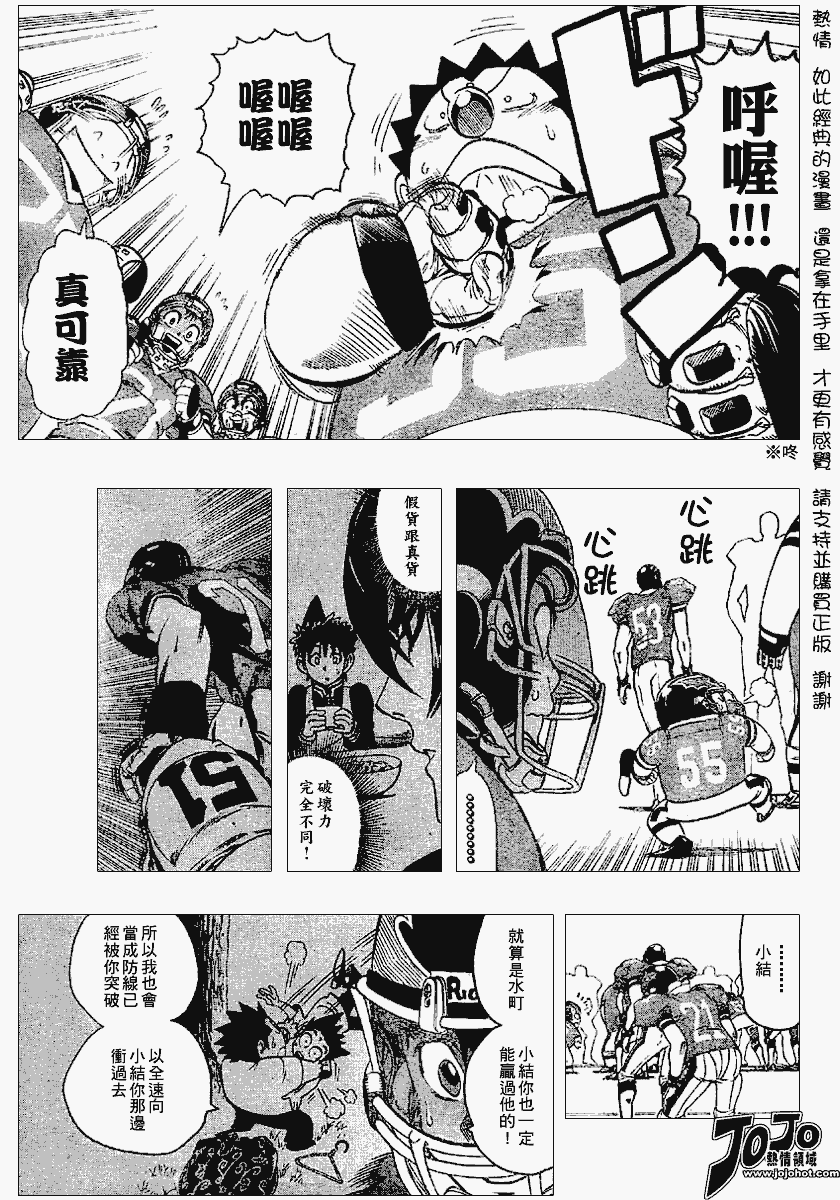 呼喔!!!
ド
喔喔
喔喔
真可靠
※咚
心跳
心跳
53
55
………
假貨跟真貨
破壞力
完全不同！
51
………
小結
21
就算是水町
小結你也一定
能贏過他的！
所以我也會
當成防線已
經被你突破
以全速向
小結你那邊
衝過去
熱情 如此經典的漫畫 還是拿在手里 才更有感覺 請支持並購買正版 謝謝
JOJO
熱情領域
www.jojohot.com